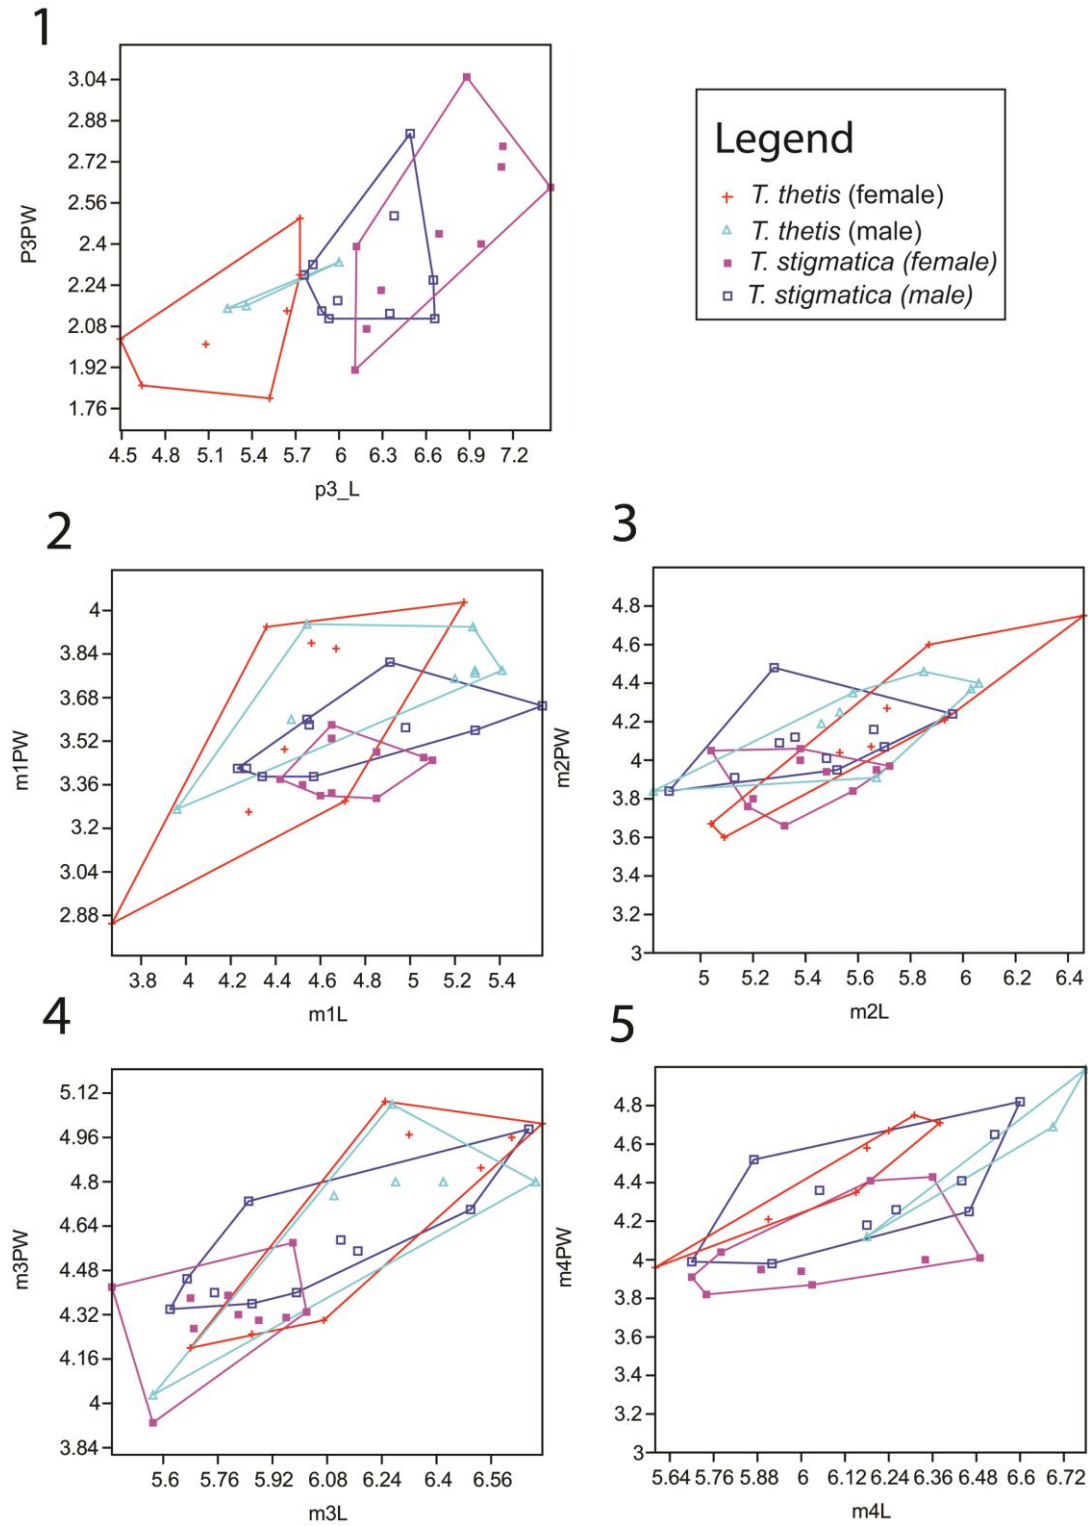 1
3.04
2.88
2.72
2.56
2.4
2.24
2.08
1.92
1.76
P3PW
4.5 4.8 5.1 5.4 5.7 6 6.3 6.6 6.9 7.2
p3_L
Legend
T. thetis (female)
T. thetis (male)
T. stigmatica (female)
T. stigmatica (male)
2
4
3.84
3.68
3.52
3.36
3.2
3.04
2.88
m1PW
3.8 4 4.2 4.4 4.6 4.8 5 5.2 5.4
m1L
3
4.8
4.6
4.4
4.2
4
3.8
3.6
3.4
3.2
3
m2PW
5 5.2 5.4 5.6 5.8 6 6.2 6.4
m2L
4
5.12
4.96
4.8
4.64
4.48
4.32
4.16
4
3.84
m3PW
5.6 5.76 5.92 6.08 6.24 6.4 6.56
m3L
5
4.8
4.6
4.4
4.2
4
3.8
3.6
3.4
3.2
3
m4PW
5.64 5.76 5.88 6 6.12 6.24 6.36 6.48 6.6 6.72
m4L